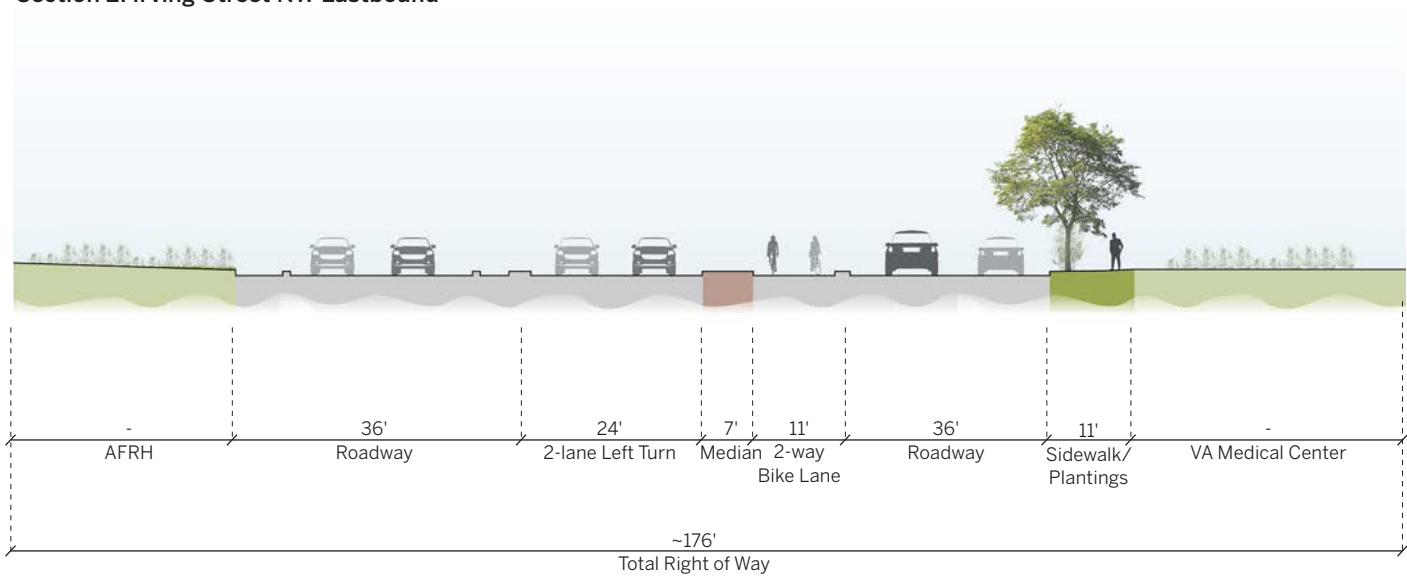 Section 2: Irving Street NW Eastbound
- 36' 24' 7' 11' 36' 11' -
AFRH Roadway 2-lane Left Turn Median 2-way Roadway Sidewalk/ VA Medical Center
Bike Lane Plantings
~176'
Total Right of Way